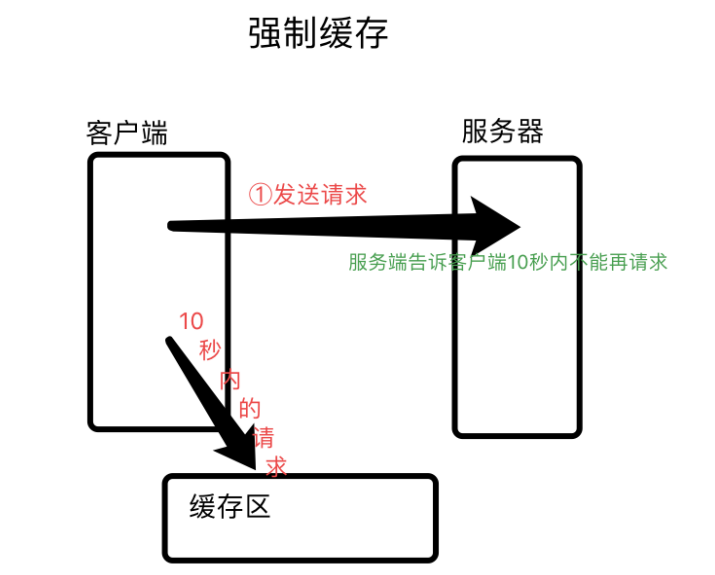 强制缓存
客户端
服务器
①发送请求
服务端告诉客户端10秒内不能再请求
10秒内的请求
缓存区